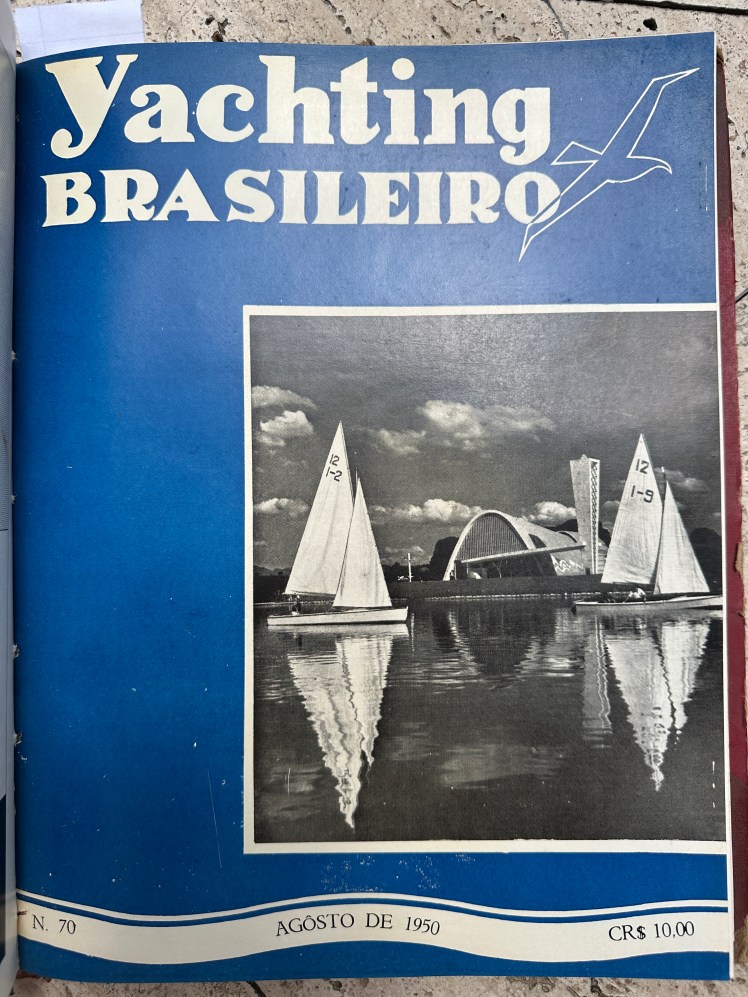 Yachting
BRASILEIRO
12
1-2
12
1-9
N. 70
AGÔSTO DE 1950
CR$ 10,00